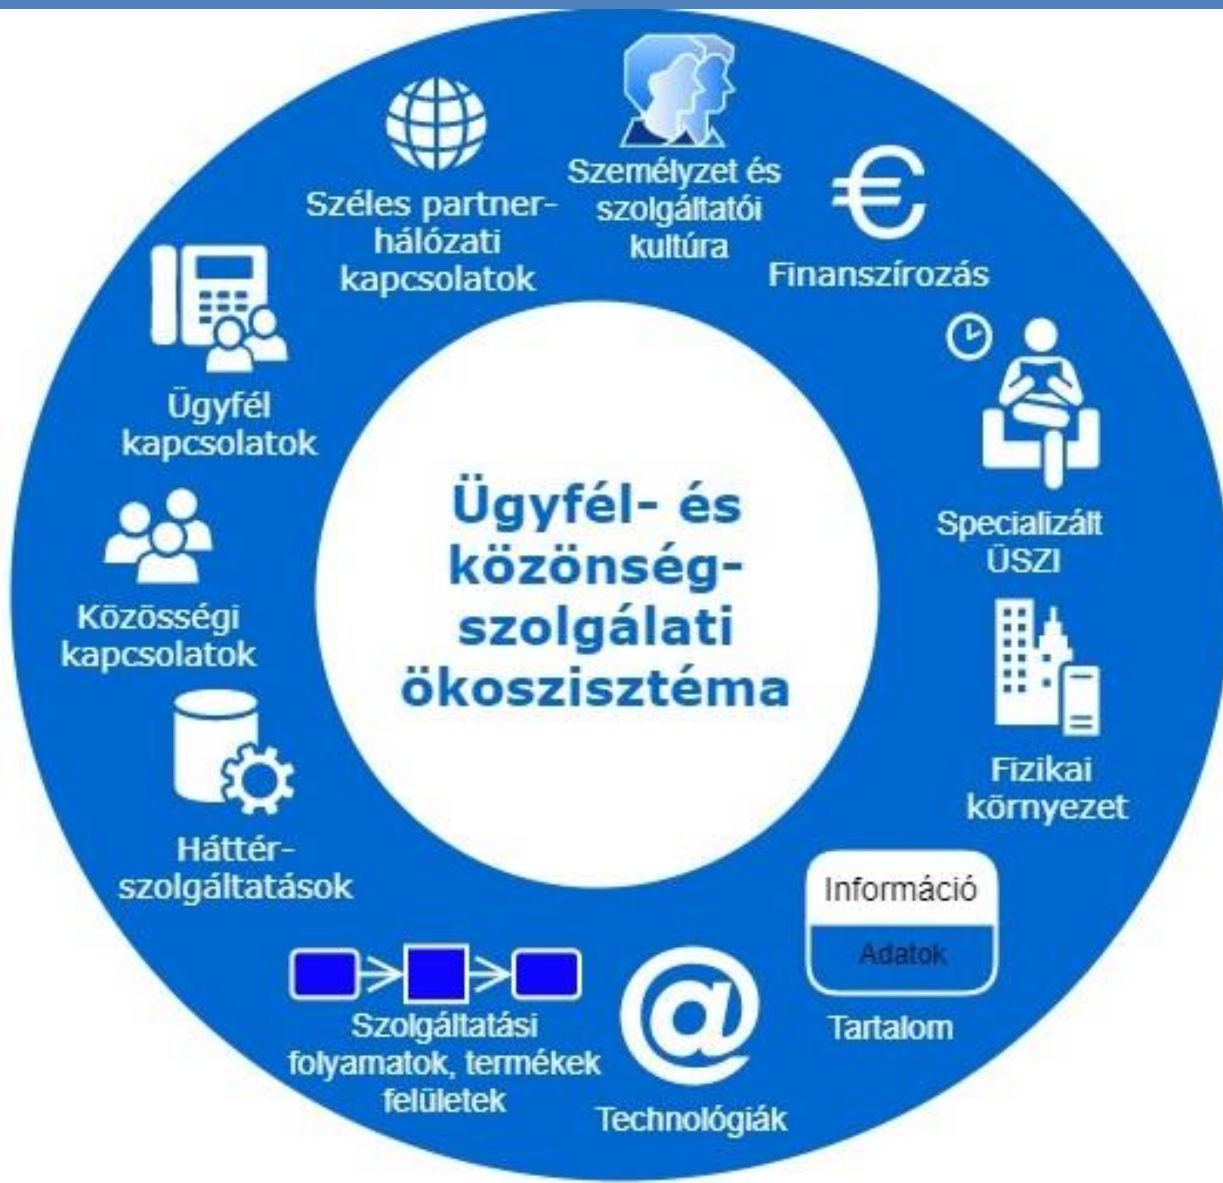 Személyzet és
szolgáltatói
kultúra
Finanszírozás
Specializált
ÜSZI
Fizikai
környezet
Információ
Adatok
Tartalom
@
Technológiák
Szolgáltatási
folyamatok, termékek
felületek
Háttér-
szolgáltatások
Közösségi
kapcsolatok
Ügyfél
kapcsolatok
Széles partner-
hálózati
kapcsolatok
€
Ügyfél- és
közönség-
szolgálati
ökoszisztéma